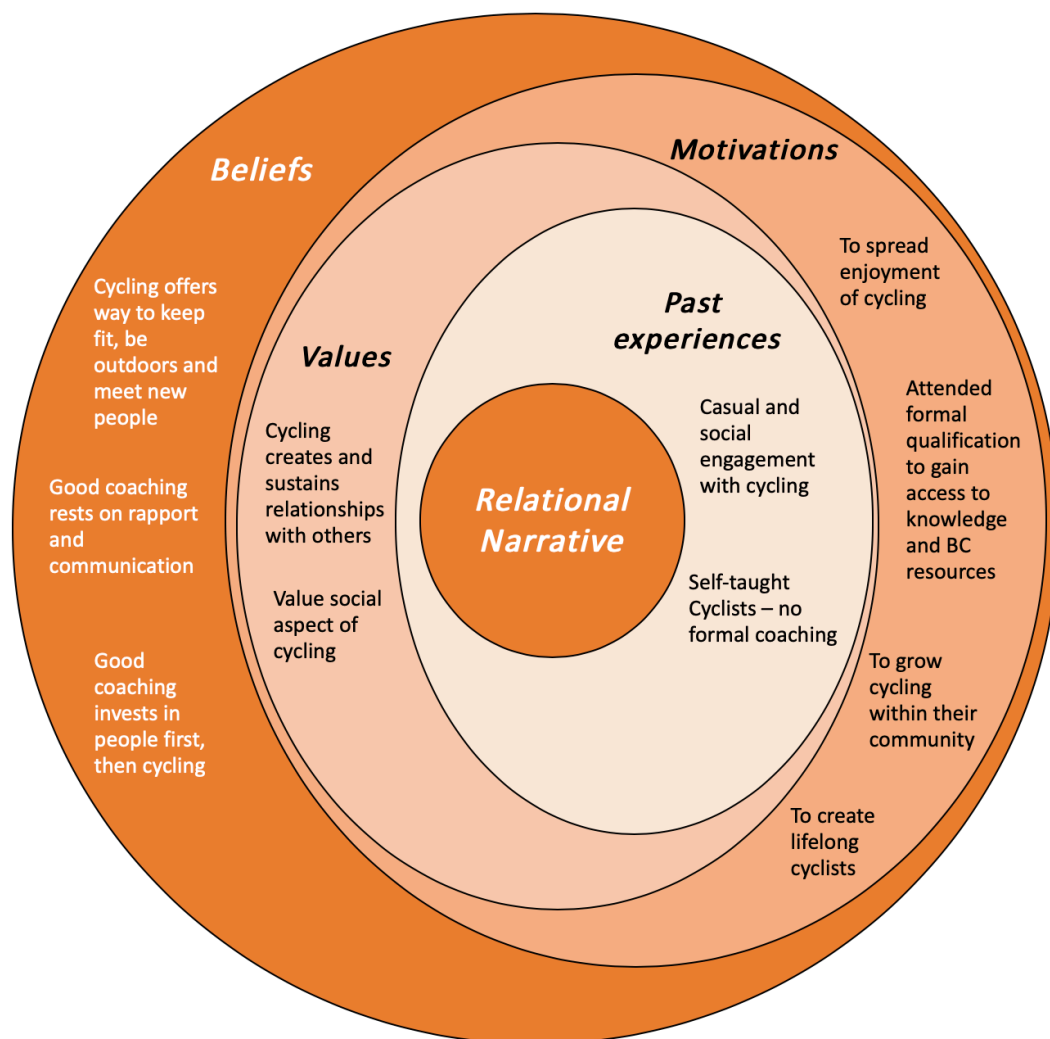 Beliefs
Cycling offers
way to keep
fit, be
outdoors and
meet new
people
Good coaching
rests on rapport
and
communication
Good
coaching
invests in
people first,
then cycling
Values
Cycling
creates and
sustains
relationships
with others
Value social
aspect of
cycling
Relational
Narrative
Past
experiences
Casual and
social
engagement
with cycling
Self-taught
Cyclists – no
formal coaching
Motivations
To spread
enjoyment
of cycling
Attended
formal
qualification
to gain
access to
knowledge
and BC
resources
To grow
cycling
within their
community
To create
lifelong
cyclists